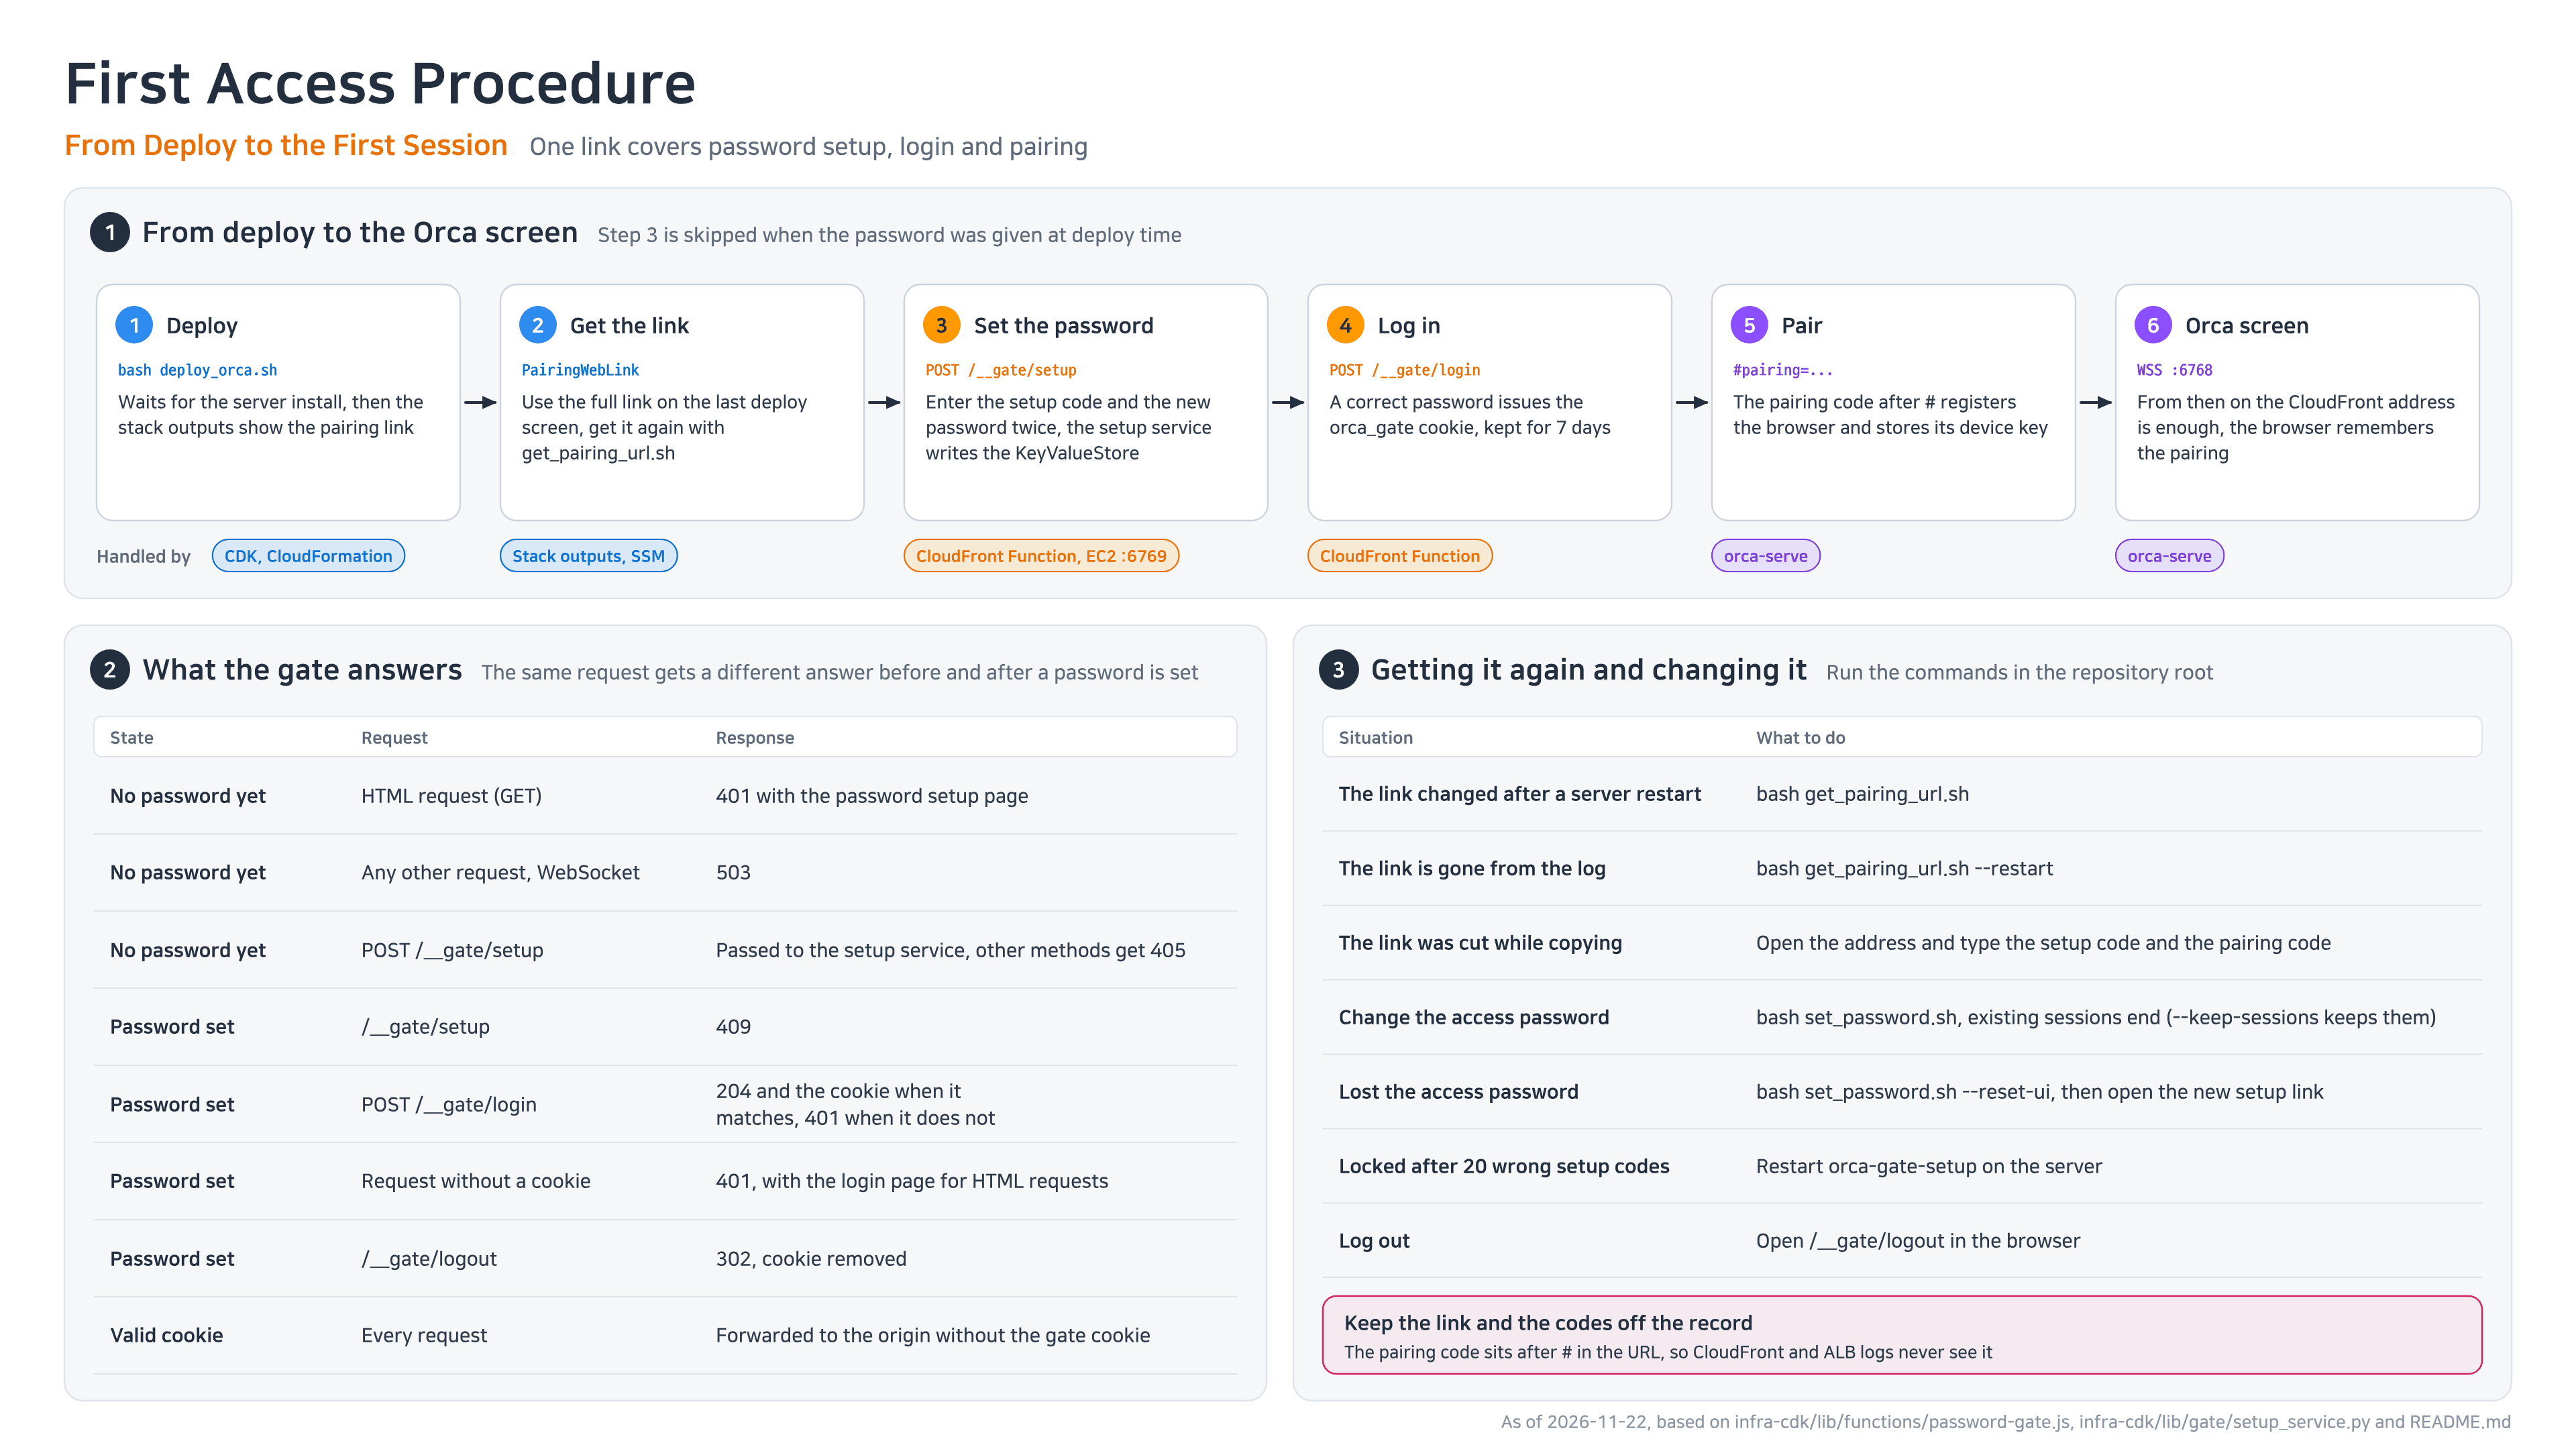 First Access Procedure
From Deploy to the First Session One link covers password setup, login and pairing
1 From deploy to the Orca screen Step 3 is skipped when the password was given at deploy time
1 Deploy
bash deploy_orca.sh
Waits for the server install, then the
stack outputs show the pairing link
2 Get the link
PairingWebLink
Use the full link on the last deploy
screen, get it again with
get_pairing_url.sh
3 Set the password
POST /__gate/setup
Enter the setup code and the new
password twice, the setup service
writes the KeyValueStore
4 Log in
POST /__gate/login
A correct password issues the
orca_gate cookie, kept for 7 days
5 Pair
#pairing=...
The pairing code after # registers
the browser and stores its device key
6 Orca screen
WSS :6768
From then on the CloudFront address
is enough, the browser remembers
the pairing
Handled by CDK, CloudFormation Stack outputs, SSM CloudFront Function, EC2 :6769 CloudFront Function orca-serve orca-serve
2 What the gate answers The same request gets a different answer before and after a password is set
State Request Response
No password yet HTML request (GET) 401 with the password setup page
No password yet Any other request, WebSocket 503
No password yet POST /__gate/setup Passed to the setup service, other methods get 405
Password set /__gate/setup 409
Password set POST /__gate/login 204 and the cookie when it
matches, 401 when it does not
Password set Request without a cookie 401, with the login page for HTML requests
Password set /__gate/logout 302, cookie removed
Valid cookie Every request Forwarded to the origin without the gate cookie
3 Getting it again and changing it Run the commands in the repository root
Situation What to do
The link changed after a server restart bash get_pairing_url.sh
The link is gone from the log bash get_pairing_url.sh --restart
The link was cut while copying Open the address and type the setup code and the pairing code
Change the access password bash set_password.sh, existing sessions end (--keep-sessions keeps them)
Lost the access password bash set_password.sh --reset-ui, then open the new setup link
Locked after 20 wrong setup codes Restart orca-gate-setup on the server
Log out Open /__gate/logout in the browser
Keep the link and the codes off the record
The pairing code sits after # in the URL, so CloudFront and ALB logs never see it
As of 2026-11-22, based on infra-cdk/lib/functions/password-gate.js, infra-cdk/lib/gate/setup_service.py and README.md